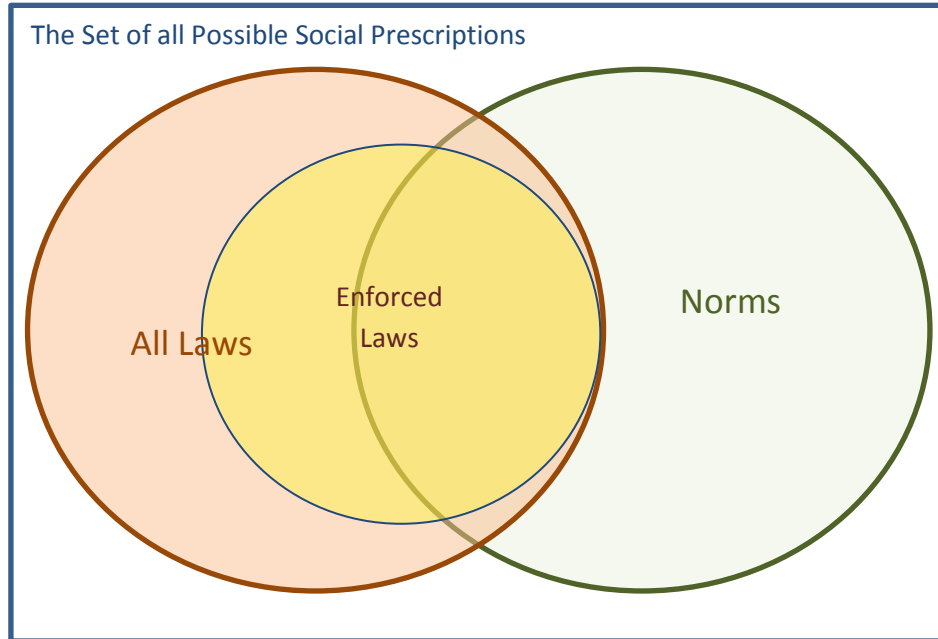 The Set of all Possible Social Prescriptions
Enforced
Laws
All Laws
Norms